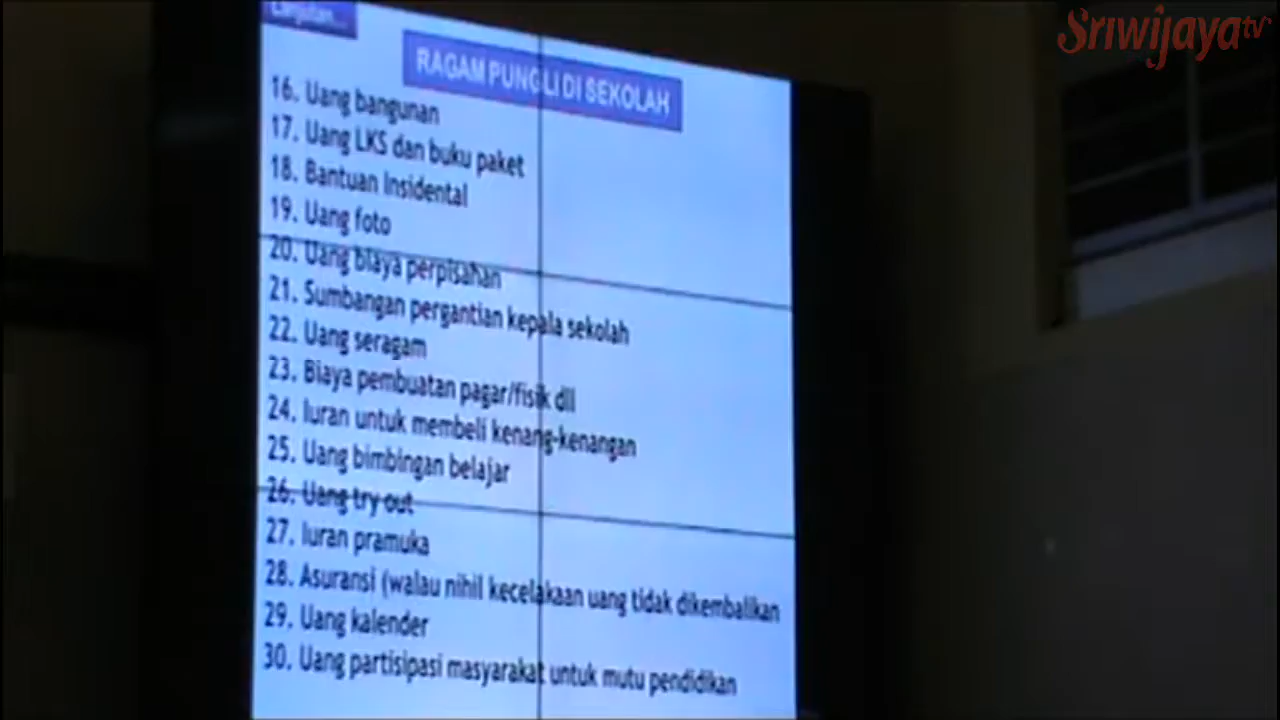 Sriwijaya tv
Lanjutan...
RAGAM PUNGLI DI SEKOLAH
16. Uang bangunan
17. Uang LKS dan buku paket
18. Bantuan Insidental
19. Uang foto
20. Uang biaya perpisahan
21. Sumbangan pergantian kepala sekolah
22. Uang seragam
23. Biaya pembuatan pagar/fisik dll
24. Iuran untuk membeli kenang-kenangan
25. Uang bimbingan belajar
26. Uang try out
27. Iuran pramuka
28. Asuransi (walau nihil kecelakaan uang tidak dikembalikan
29. Uang kalender
30. Uang partisipasi masyarakat untuk mutu pendidikan